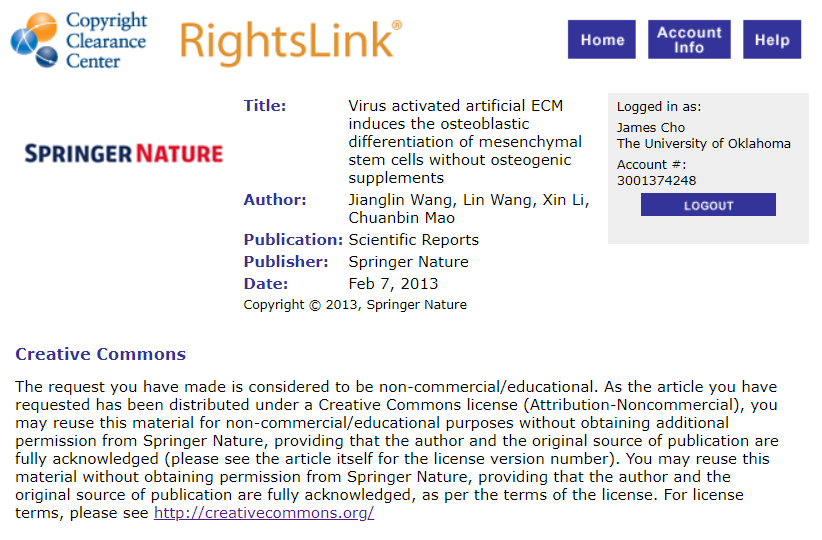 Copyright
Clearance
Center
RightsLink®
Home
Account
Info
Help
SPRINGER NATURE
Title: Virus activated artificial ECM
induces the osteoblastic
differentiation of mesenchymal
stem cells without osteogenic
supplements
Author: Jianglin Wang, Lin Wang, Xin Li,
Chuanbin Mao
Publication: Scientific Reports
Publisher: Springer Nature
Date: Feb 7, 2013
Copyright © 2013, Springer Nature
Logged in as:
James Cho
The University of Oklahoma
Account #:
3001374248
LOGOUT
Creative Commons
The request you have made is considered to be non-commercial/educational. As the article you have
requested has been distributed under a Creative Commons license (Attribution-Noncommercial), you
may reuse this material for non-commercial/educational purposes without obtaining additional
permission from Springer Nature, providing that the author and the original source of publication are
fully acknowledged (please see the article itself for the license version number). You may reuse this
material without obtaining permission from Springer Nature, providing that the author and the
original source of publication are fully acknowledged, as per the terms of the license. For license
terms, please see http://creativecommons.org/